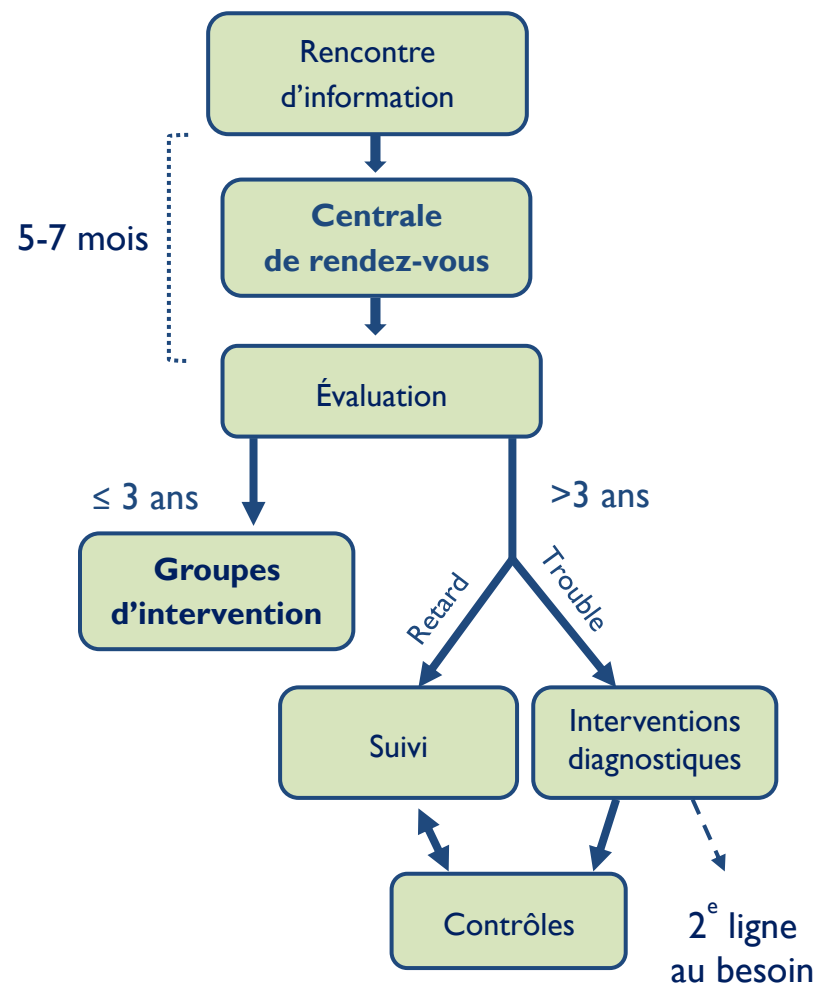 Rencontre
d'information
5-7 mois
Centrale
de rendez-vous
Évaluation
≤ 3 ans
>3 ans
Groupes
d'intervention
Retard
Trouble
Suivi
Interventions
diagnostiques
Contrôles
2e ligne
au besoin